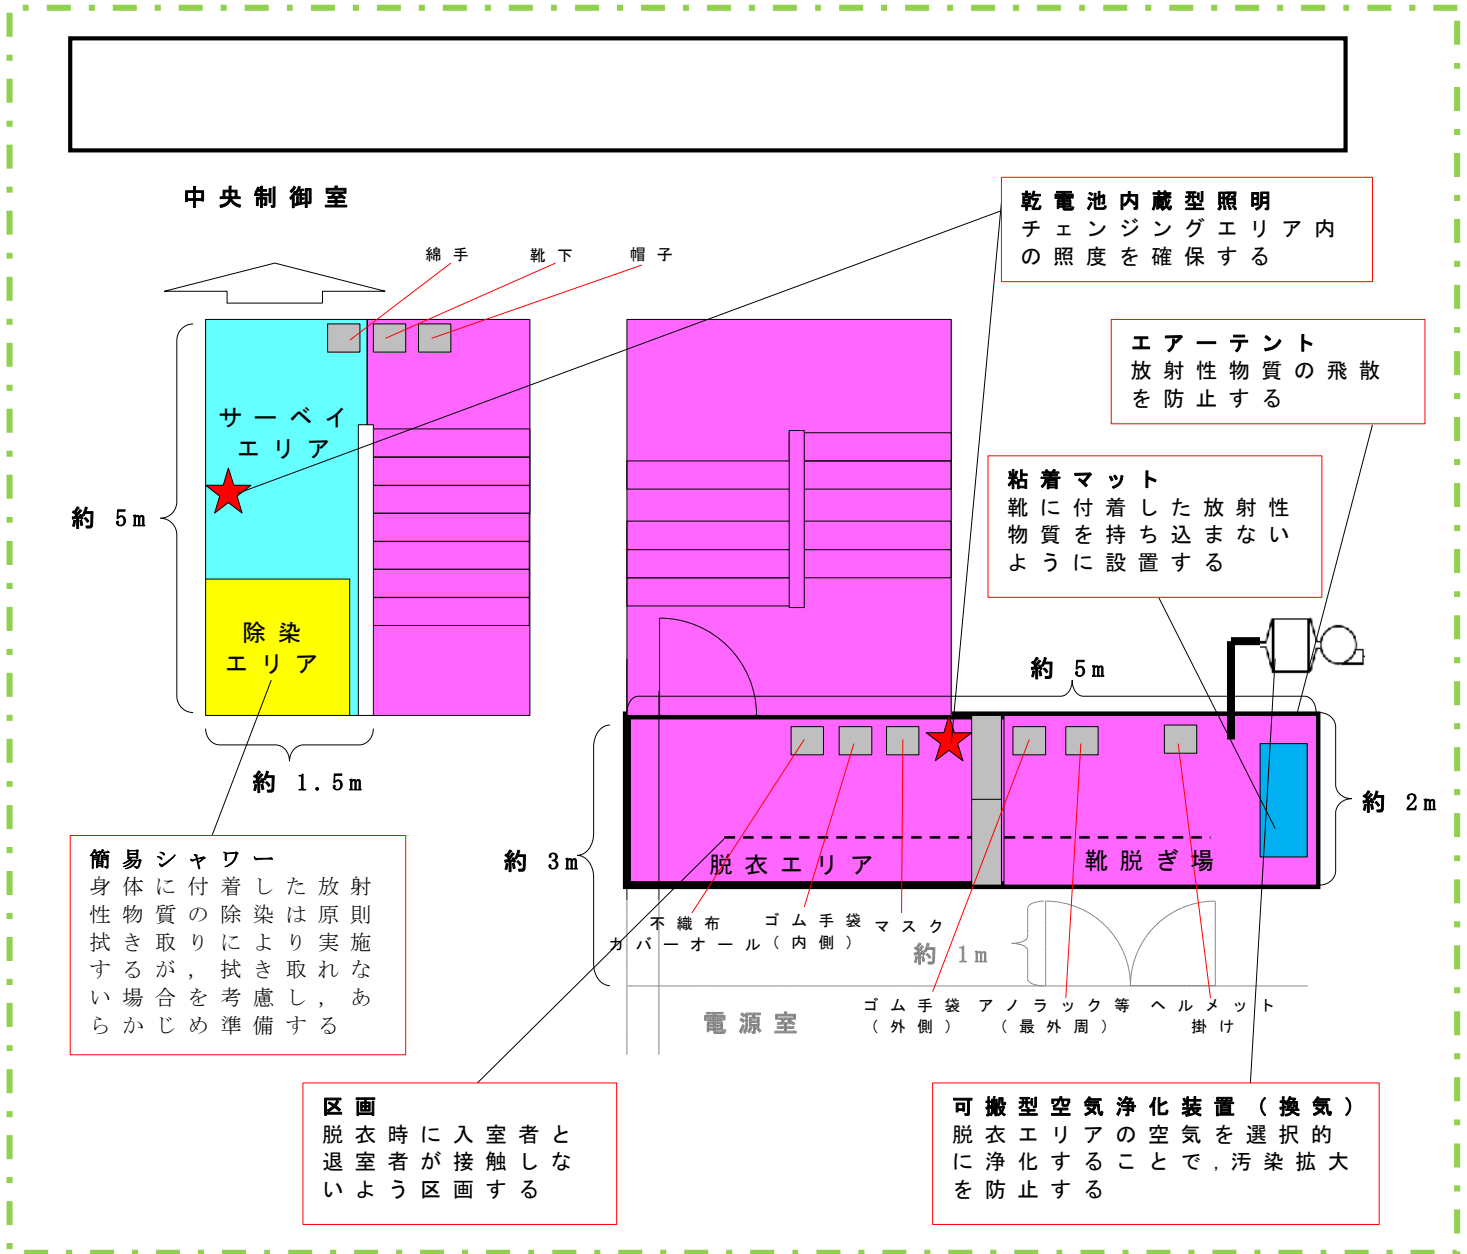 中央制御室
乾電池内蔵型照明
チェンジングエリア内
の照度を確保する
綿手
靴下
帽子
エアーテント
放射性物質の飛散
を防止する
サーベイ
エリア
粘着マット
靴に付着した放射性
物質を持ち込まない
ように設置する
約 5m
除染
エリア
約 5m
約 1.5m
約 2m
約 3m
脱衣エリア
靴脱ぎ場
簡易シャワー
身体に付着した放射
性物質の除染は原則
拭き取りにより実施
するが，拭き取れな
い場合を考慮し，あ
らかじめ準備する
不織布
カバーオール
ゴム手袋
（内側）
マスク
約 1m
ゴム手袋
（外側）
アノラック等
（最外周）
ヘルメット
掛け
電源室
区画
脱衣時に入室者と
退室者が接触しな
いよう区画する
可搬型空気浄化装置（換気）
脱衣エリアの空気を選択的
に浄化することで，汚染拡大
を防止する